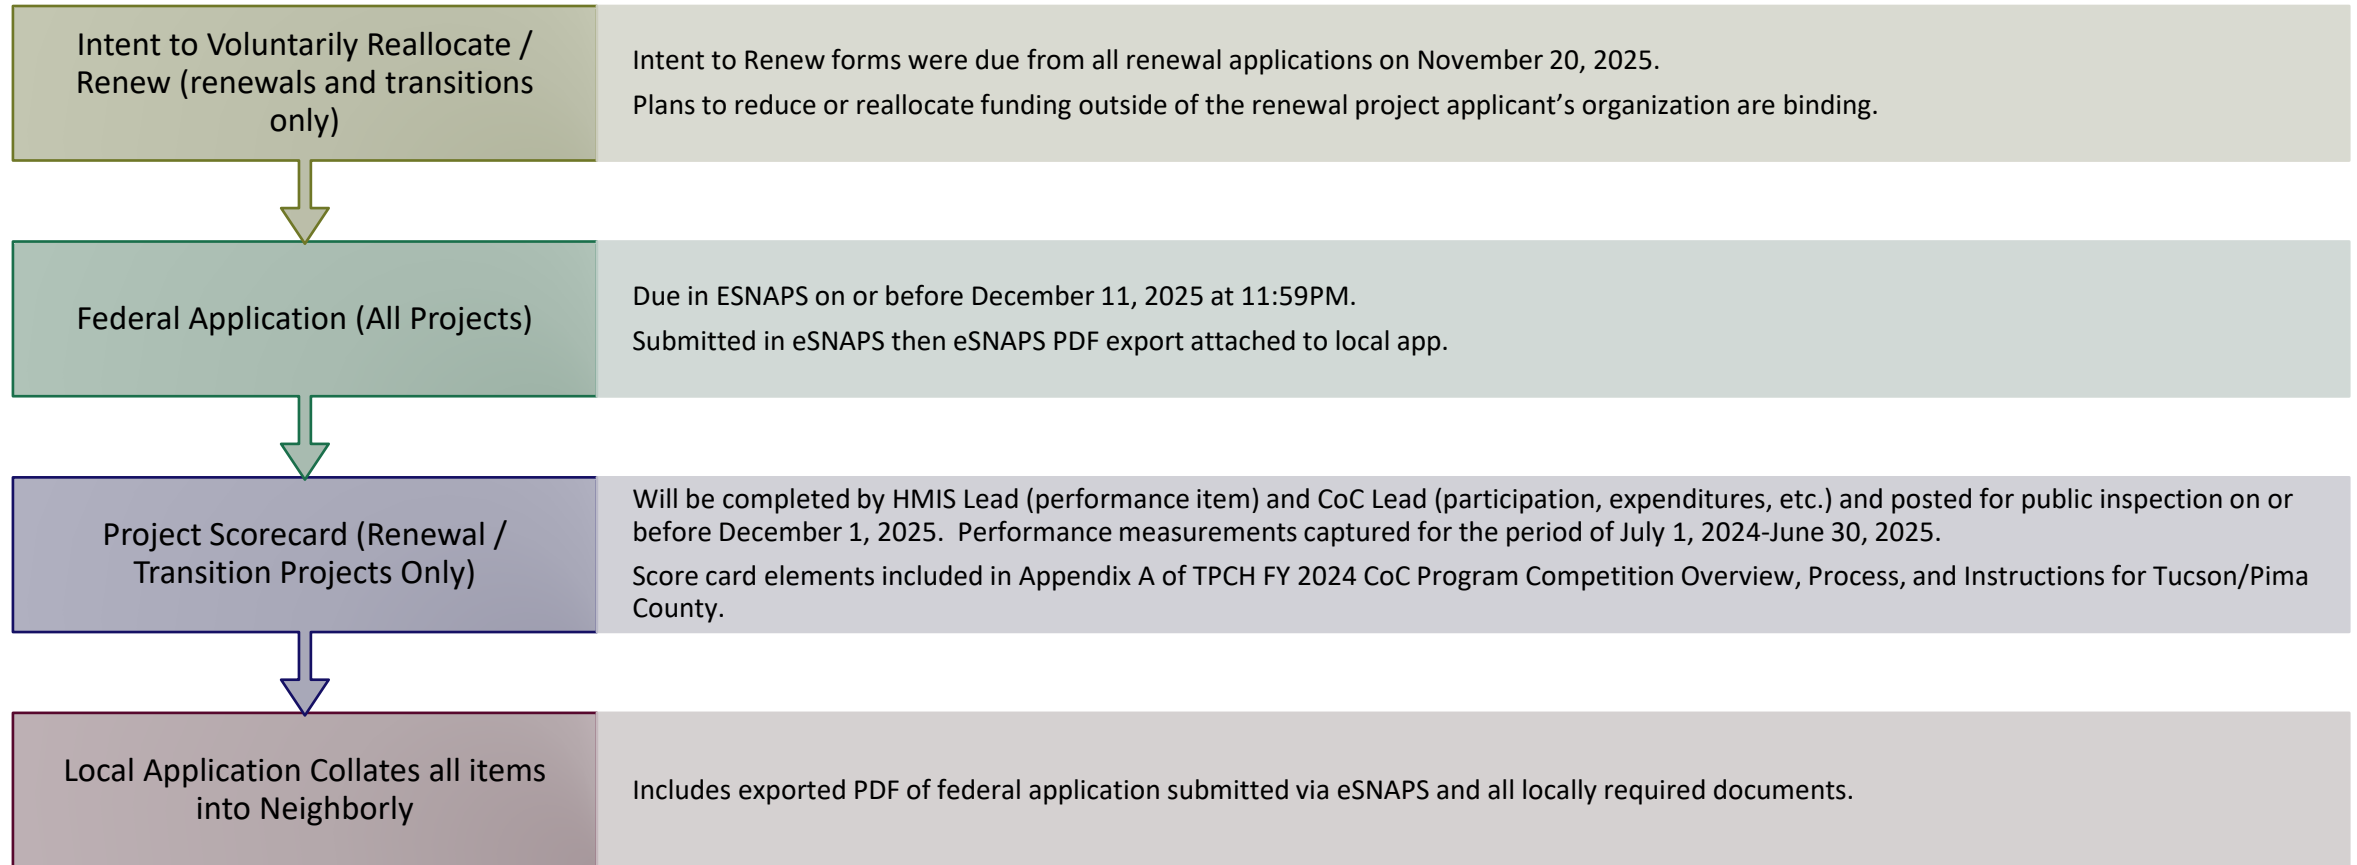 Intent to Voluntarily Reallocate /
Renew (renewals and transitions
only)
Intent to Renew forms were due from all renewal applications on November 20, 2025.
Plans to reduce or reallocate funding outside of the renewal project applicant’s organization are binding.
Federal Application (All Projects)
Due in ESNAPS on or before December 11, 2025 at 11:59PM.
Submitted in eSNAPS then eSNAPS PDF export attached to local app.
Project Scorecard (Renewal /
Transition Projects Only)
Will be completed by HMIS Lead (performance item) and CoC Lead (participation, expenditures, etc.) and posted for public inspection on or
before December 1, 2025.  Performance measurements captured for the period of July 1, 2024-June 30, 2025.
Score card elements included in Appendix A of TPCH FY 2024 CoC Program Competition Overview, Process, and Instructions for Tucson/Pima
County.
Local Application Collates all items
into Neighborly
Includes exported PDF of federal application submitted via eSNAPS and all locally required documents.